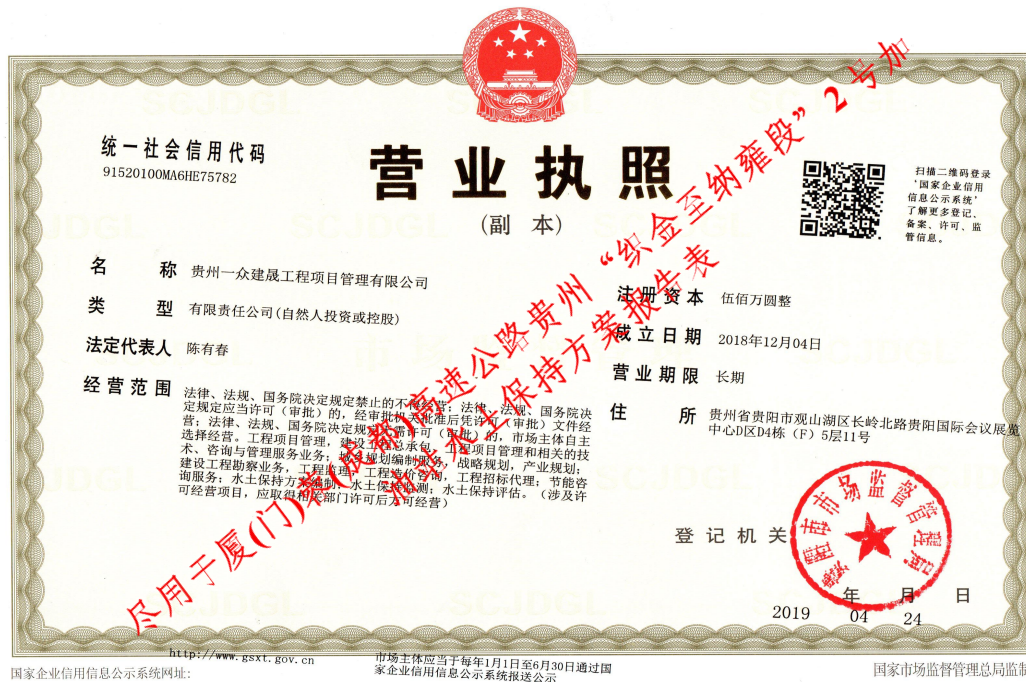 统一社会信用代码
91520100MA6HE75782
营业执照
(副 本)
扫描二维码登录
‘国家企业信用
信息公示系统’
了解更多登记、
备案、许可、监
管信息。
名 称 贵州一众建晟工程项目管理有限公司
类 型 有限责任公司(自然人投资或控股)
法定代表人 陈有春
经营范围 法律、法规、国务院决定规定禁止的不得经营；法律、法规、国务院决
定规定应当许可（审批）的，经审批机关批准后凭许可（审批）文件经
营；法律、法规、国务院决定规定无需许可（审批）的，市场主体自主
选择经营。工程项目管理，建设工程总承包，工程项目管理和相关的技
术、咨询与管理服务业务；城乡规划编制服务，战略规划，产业规划；
建设工程勘察业务，工程监理，工程造价咨询，工程招标代理；节能咨
询服务；水土保持方案编制；水土保持监测；水土保持评估。（涉及许
可经营项目，应取得相关部门许可后方可经营）
注册资本 伍佰万圆整
成立日期 2018年12月04日
营业期限 长期
住 所 贵州省贵阳市观山湖区长岭北路贵阳国际会议展览
中心D区D4栋（F）5层11号
登记机关
贵阳市市场监督管理局
年 月 日
2019 04 24
尽用于厦(门)蓉(成都)高速公路贵州“织金至纳雍段”2号加
油站水土保持方案报告表
http://www.gsxt.gov.cn
国家企业信用信息公示系统网址:
市场主体应当于每年1月1日至6月30日通过国
家企业信用信息公示系统报送公示
国家市场监督管理总局监制
SCJDGL